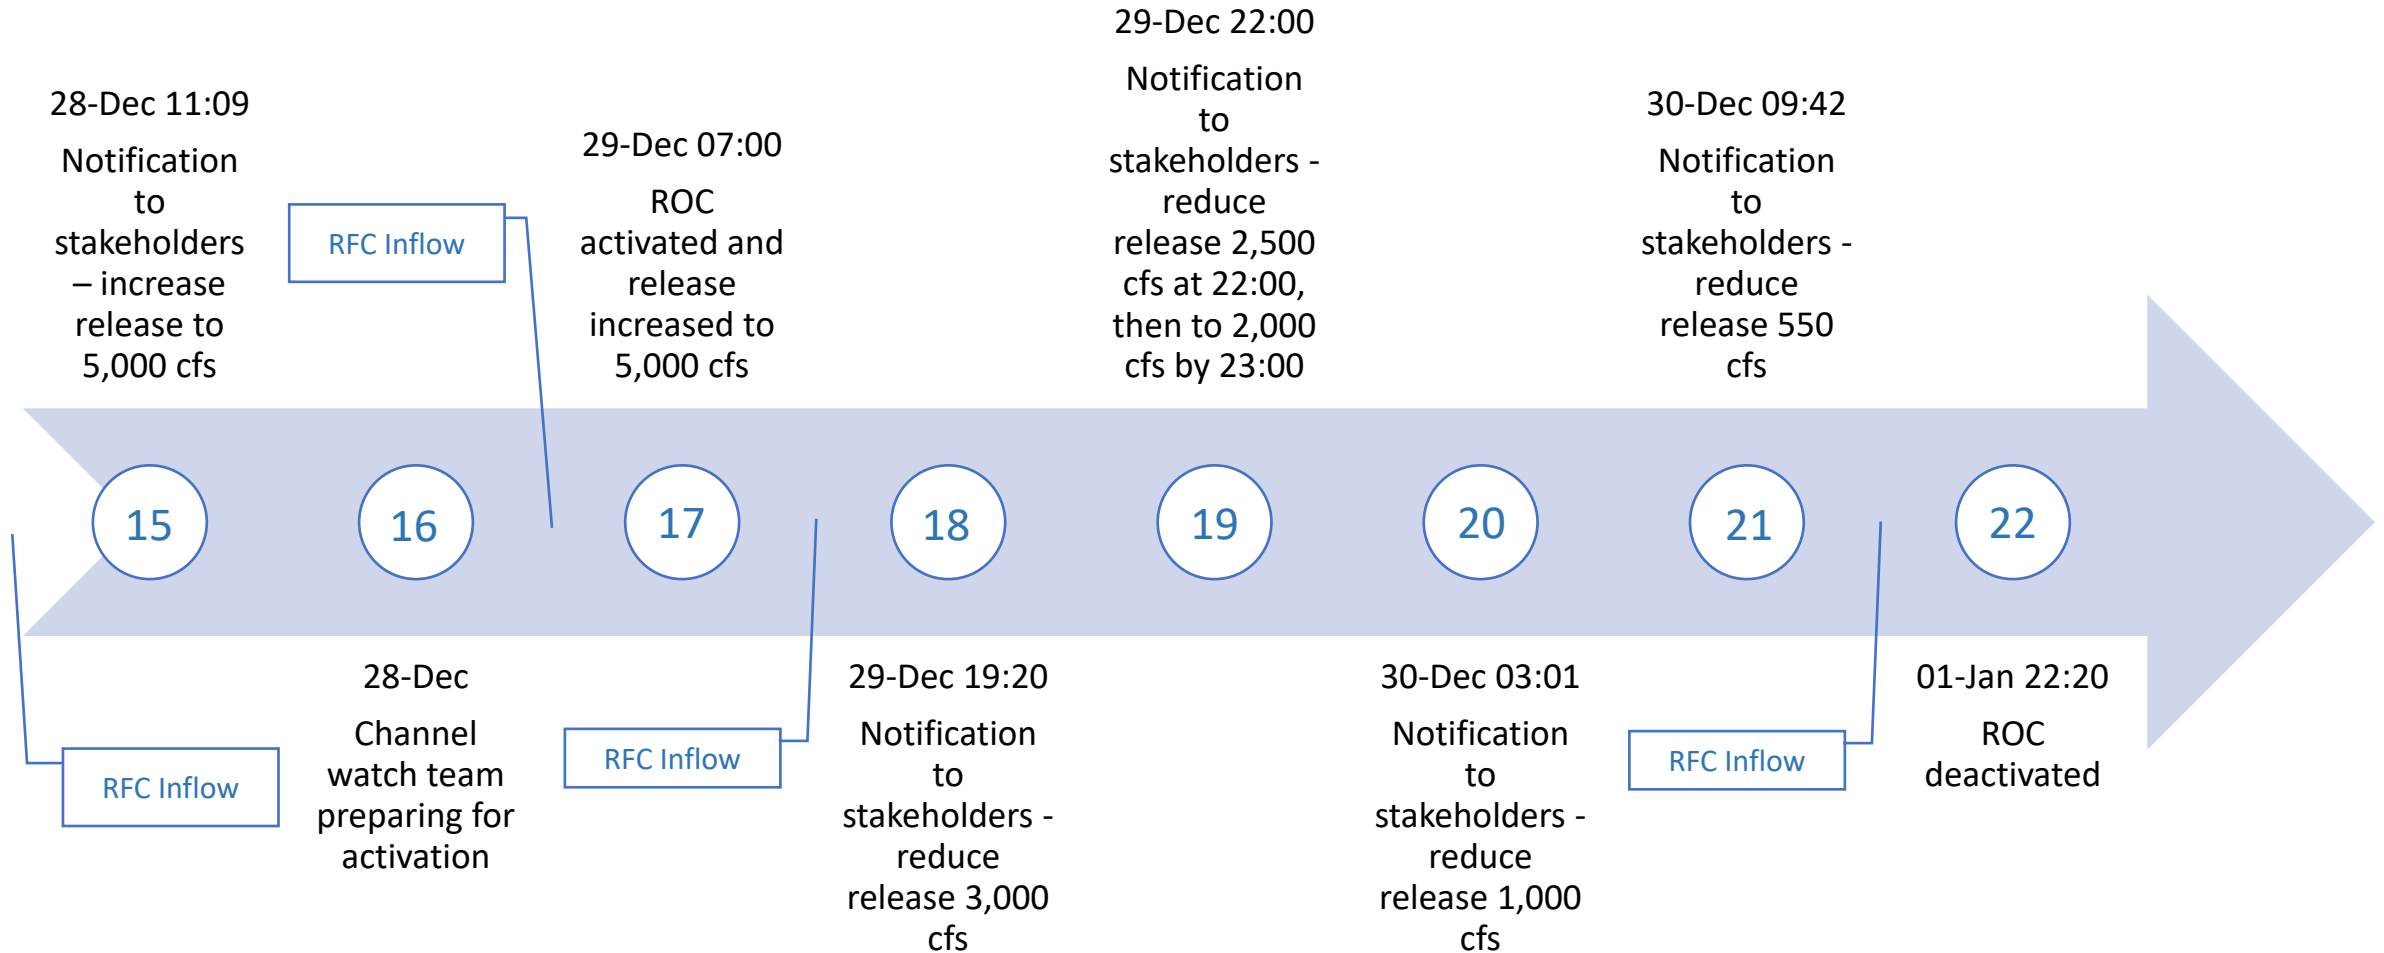 28-Dec 11:09
Notification
to
stakeholders
– increase
release to
5,000 cfs
RFC Inflow
29-Dec 07:00
ROC
activated and
release
increased to
5,000 cfs
29-Dec 22:00
Notification
to
stakeholders -
reduce
release 2,500
cfs at 22:00,
then to 2,000
cfs by 23:00
30-Dec 09:42
Notification
to
stakeholders -
reduce
release 550
cfs
15
16
17
18
19
20
21
22
RFC Inflow
28-Dec
Channel
watch team
preparing for
activation
RFC Inflow
29-Dec 19:20
Notification
to
stakeholders -
reduce
release 3,000
cfs
30-Dec 03:01
Notification
to
stakeholders -
reduce
release 1,000
cfs
RFC Inflow
01-Jan 22:20
ROC
deactivated